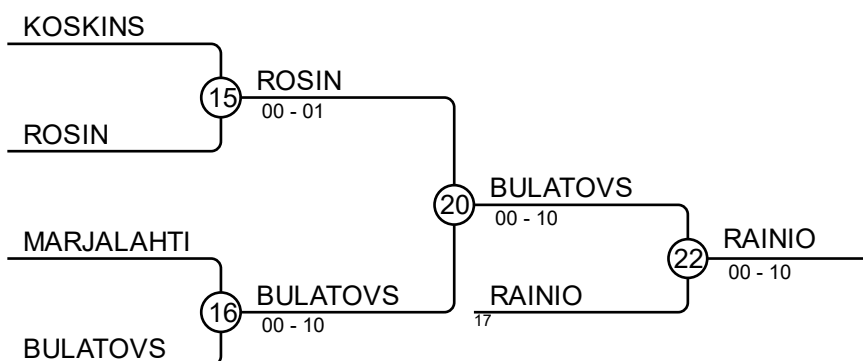 KOSKINS
15
ROSIN
00 - 01
ROSIN
20
BULATOVS
00 - 10
MARJALAHTI
22
RAINIO
00 - 10
16
BULATOVS
00 - 10
RAINIO
17
BULATOVS